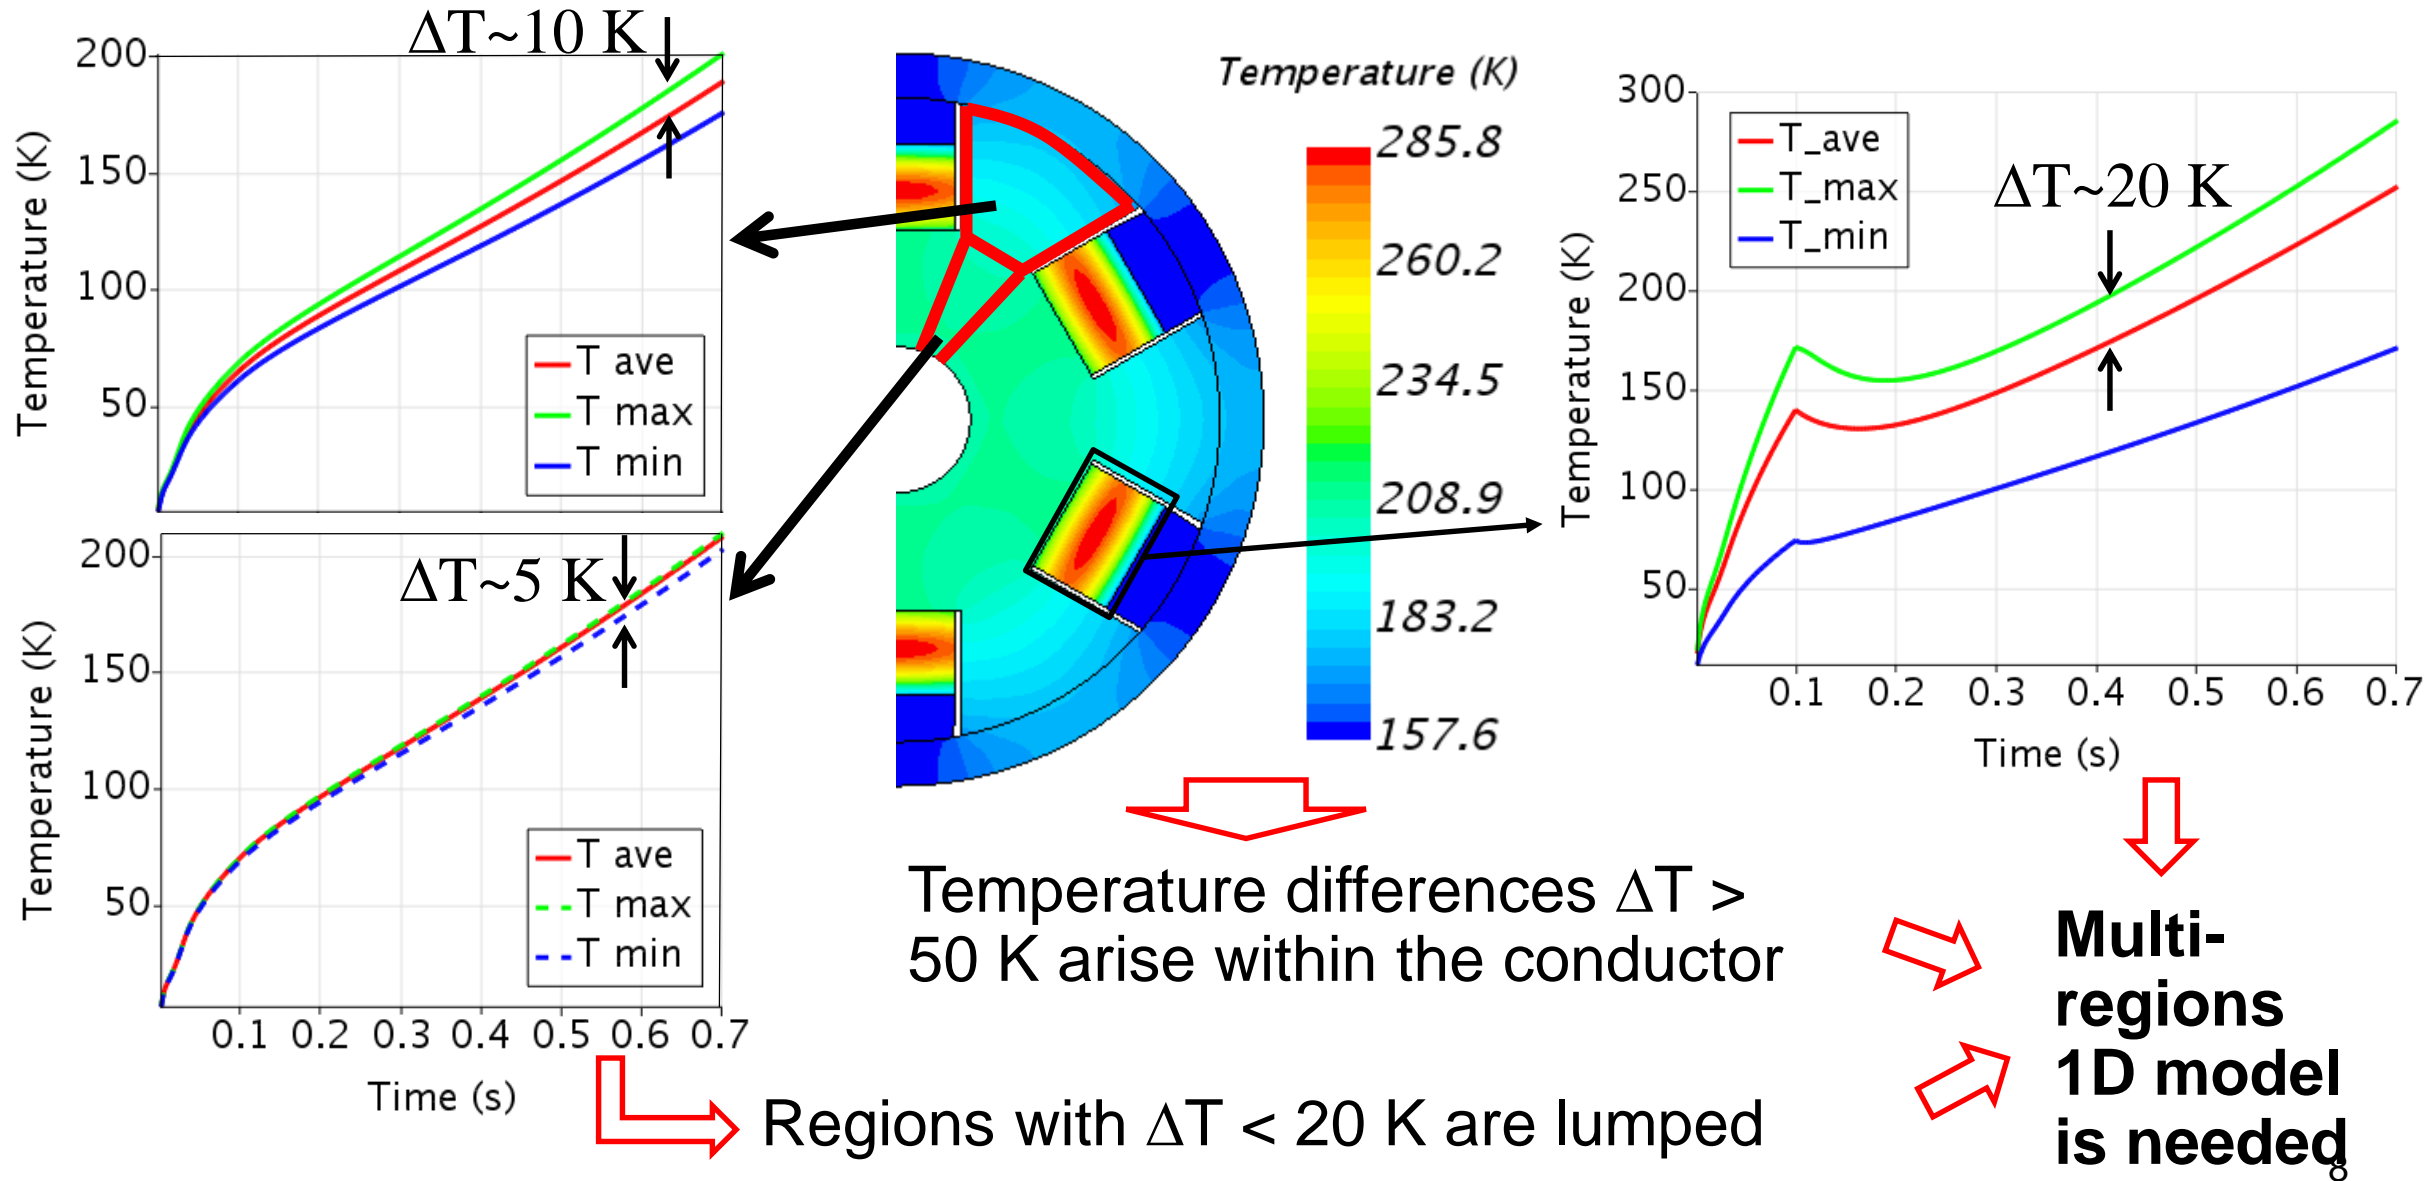 ΔT~10 K
200
150
100
50
Temperature (K)
T ave
T max
T min
200
150
100
50
Temperature (K)
ΔT~5 K
T ave
T max
T min
0.1 0.2 0.3 0.4 0.5 0.6 0.7
Time (s)
Temperature (K)
285.8
260.2
234.5
208.9
183.2
157.6
300
250
200
150
100
50
Temperature (K)
T_ave
T_max
T_min
ΔT~20 K
0.1 0.2 0.3 0.4 0.5 0.6 0.7
Time (s)
Temperature differences ΔT >
50 K arise within the conductor
Regions with ΔT < 20 K are lumped
Multi-
regions
1D model
is needed
8